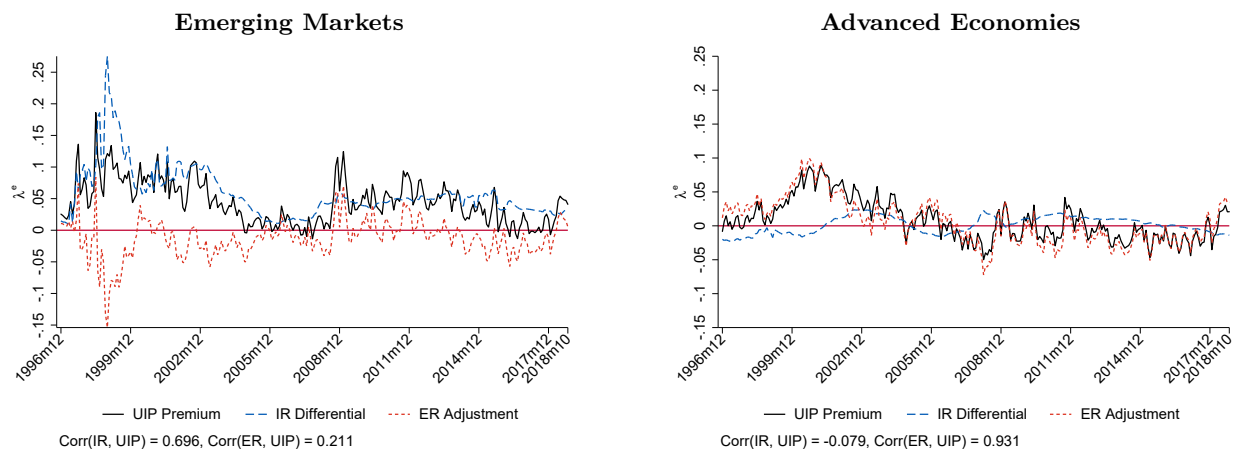 Emerging Markets
.25
.2
.15
.1
.05
0
-.05
-.1
-.15
λᵉ
1996m12
1999m12
2002m12
2005m12
2008m12
2011m12
2014m12
2017m12
2018m10
UIP Premium IR Differential ER Adjustment
Corr(IR, UIP) = 0.696, Corr(ER, UIP) = 0.211
Advanced Economies
.25
.2
.15
.1
.05
0
-.05
-.1
-.15
λᵉ
1996m12
1999m12
2002m12
2005m12
2008m12
2011m12
2014m12
2017m12
2018m10
UIP Premium IR Differential ER Adjustment
Corr(IR, UIP) = -0.079, Corr(ER, UIP) = 0.931